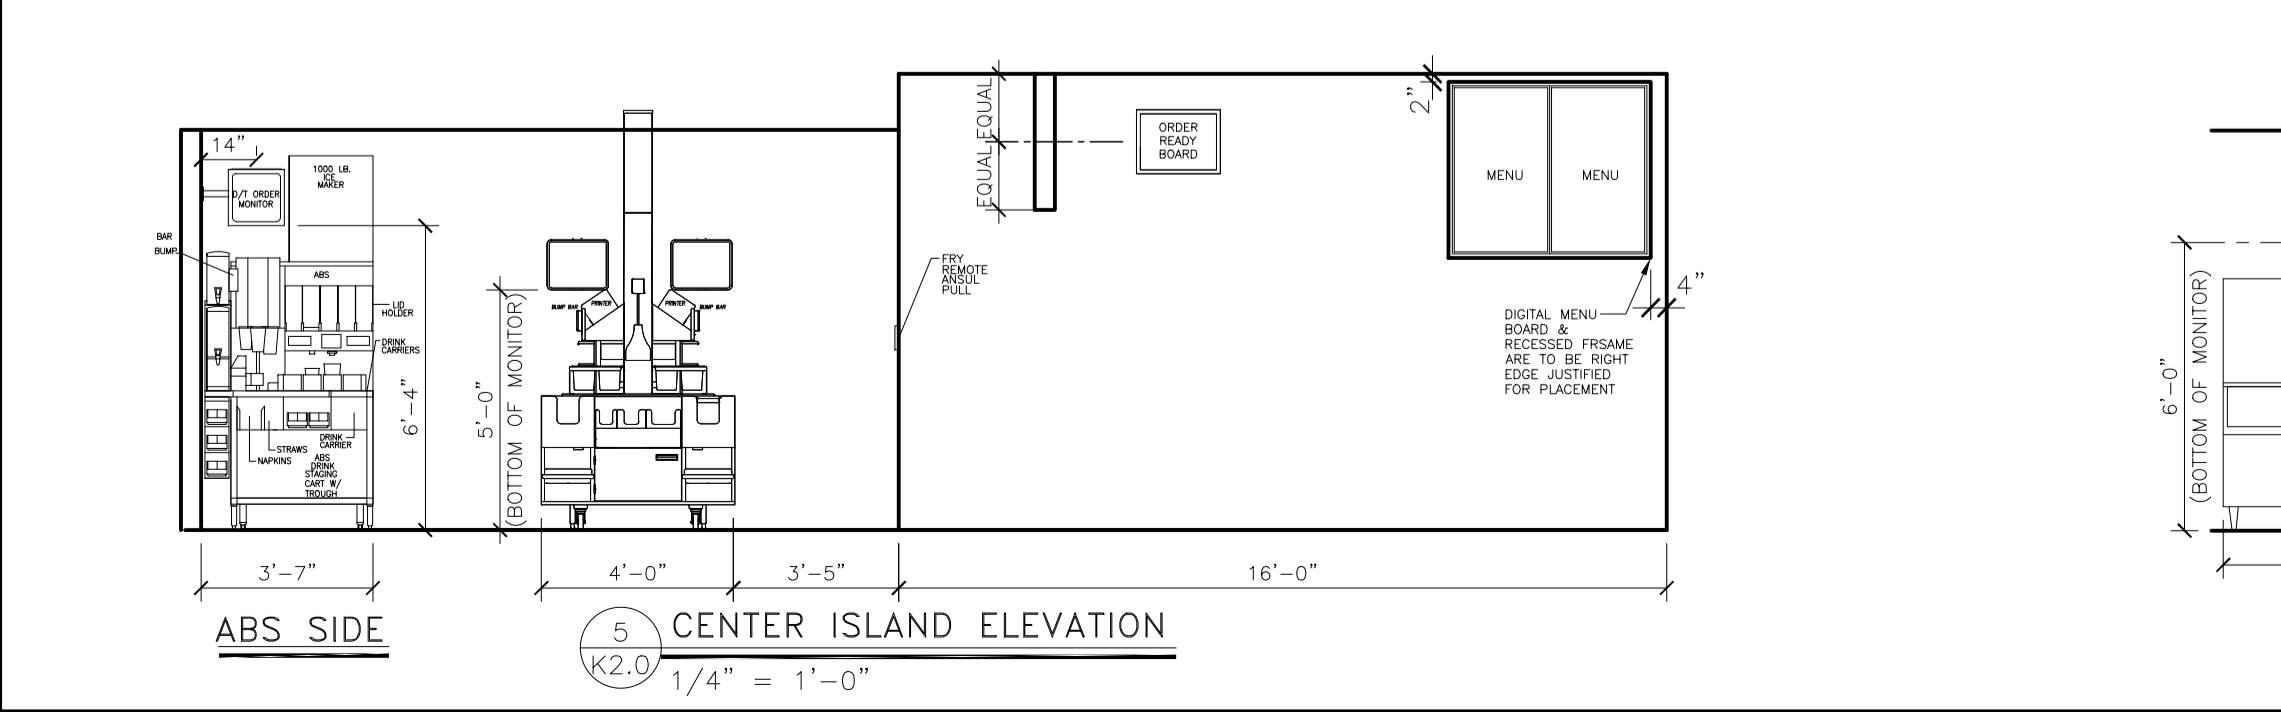 14"
D/T ORDER
MONITOR
1000 LB.
ICE
MAKER
BAR
BUMP
ABS
LID
HOLDER
DRINK
CARRIERS
DRINK
CARRIER
STRAWS
NAPKINS
ABS
DRINK
STAGING
CART W/
TROUGH
6'-4"
5'-0"
(BOTTOM OF MONITOR)
BUMP BAR
PRINTER
PRINTER
BUMP BAR
FRY
REMOTE
ANSUL
PULL
EQUAL
EQUAL
ORDER
READY
BOARD
2"
MENU
MENU
4"
DIGITAL MENU
BOARD &
RECESSED FRSAME
ARE TO BE RIGHT
EDGE JUSTIFIED
FOR PLACEMENT
6'-0"
(BOTTOM OF MONITOR)
3'-7"
4'-0"
3'-5"
16'-0"
ABS SIDE
5
K2.0
CENTER ISLAND ELEVATION
1/4" = 1'-0"